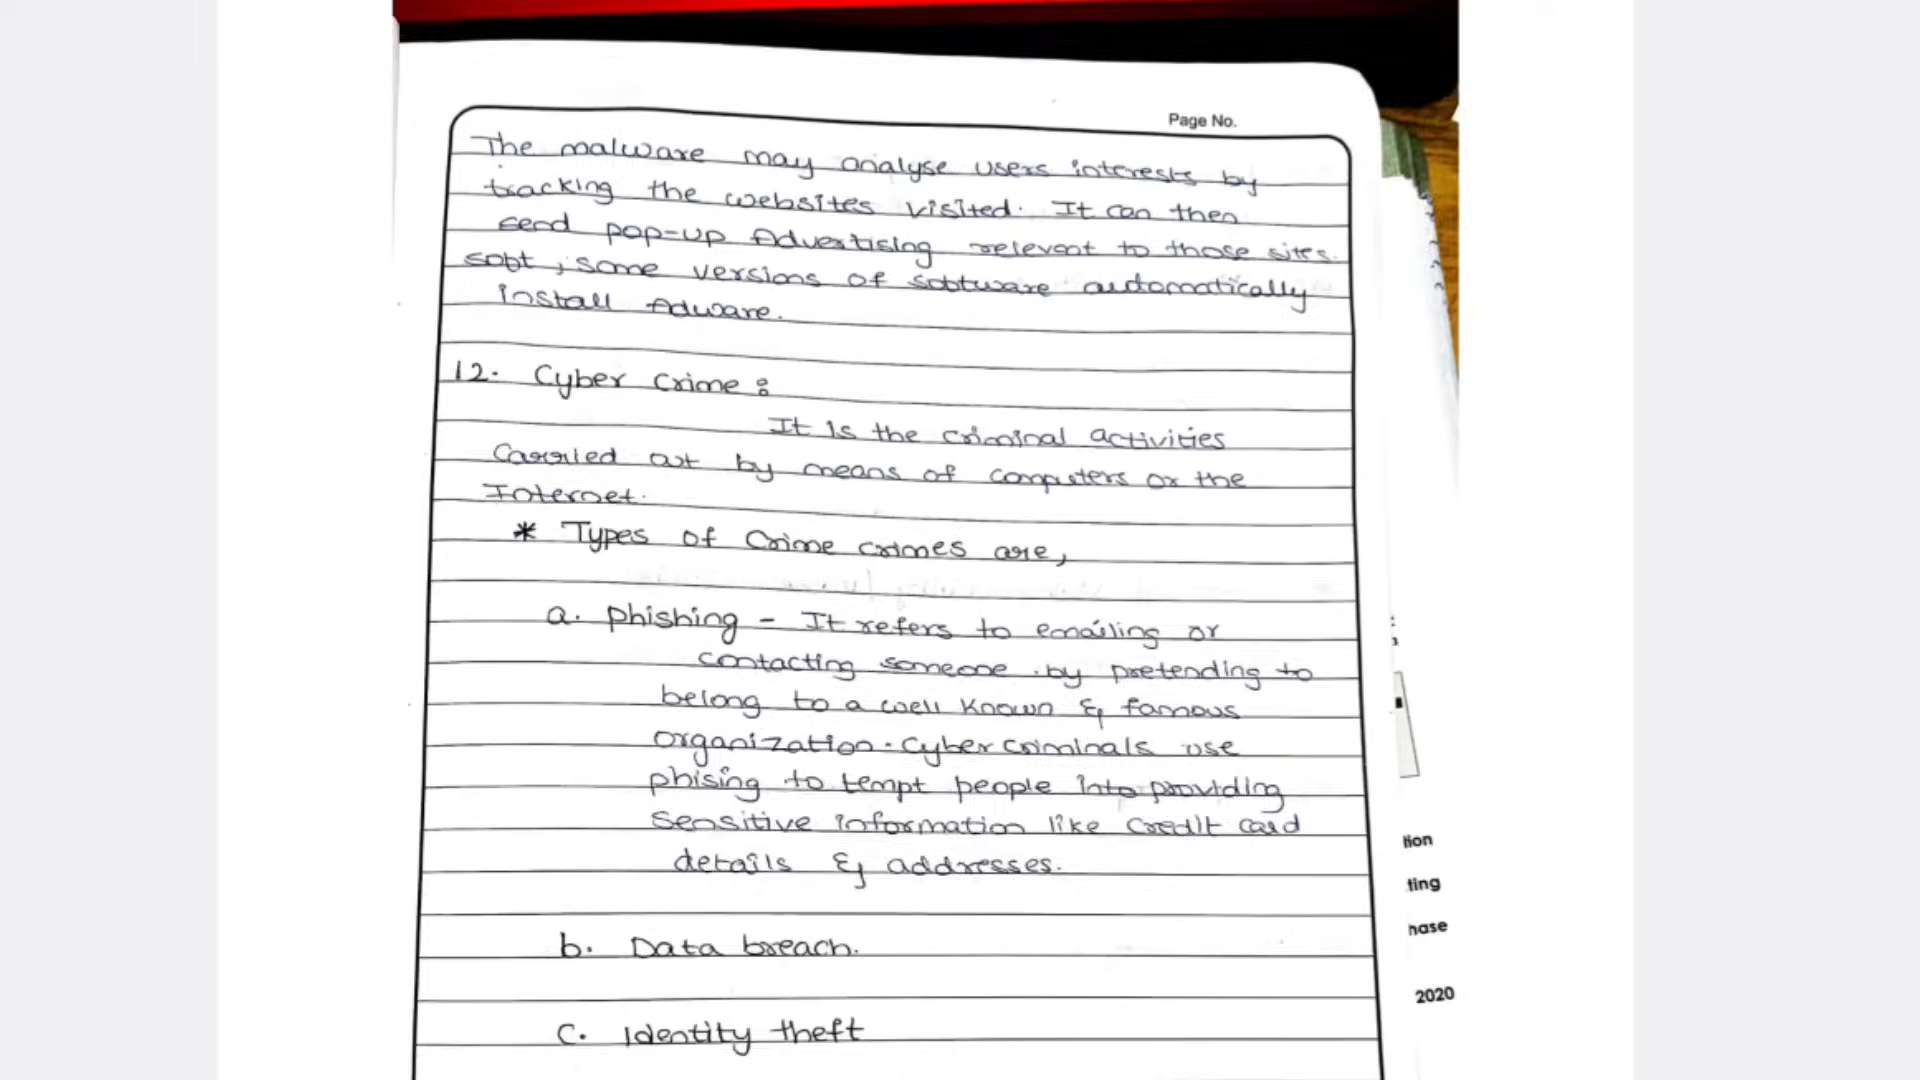 Page No.
The malware may analyse users interests by
tracking the websites visited. It can then
send pop-up Advertising relevent to those sites.
soft, some versions of software automatically
install Adware.
12. Cyber Crime :
It is the criminal activities
Carried out by means of computers or the
Internet.
* Types of Crime crimes are,
a. phishing - It refers to emailing or
contacting someone by pretending to
belong to a well known & famous
organization. Cyber criminals use
phising to tempt people into providing
Sensitive information like credit card
details & addresses.
b. Data breach.
c. Identity theft
tion
ting
hase
2020